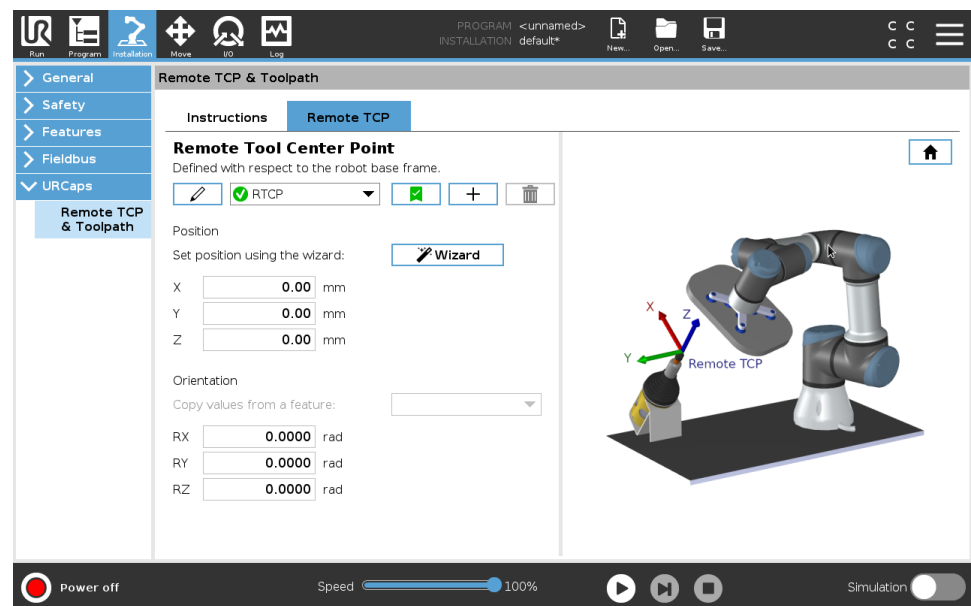 UR
Run
Program
Installation
Move
I/O
Log
PROGRAM <unnamed>
INSTALLATION default*
New...
Open...
Save...
C C
C C
General
Safety
Features
Fieldbus
URCaps
Remote TCP
& Toolpath
Remote TCP & Toolpath
Instructions
Remote TCP
Remote Tool Center Point
Defined with respect to the robot base frame.
RTCP
Position
Set position using the wizard:
Wizard
X 0.00 mm
Y 0.00 mm
Z 0.00 mm
Orientation
Copy values from a feature:
RX 0.0000 rad
RY 0.0000 rad
RZ 0.0000 rad
X
Z
Y
Remote TCP
Power off
Speed 100%
Simulation